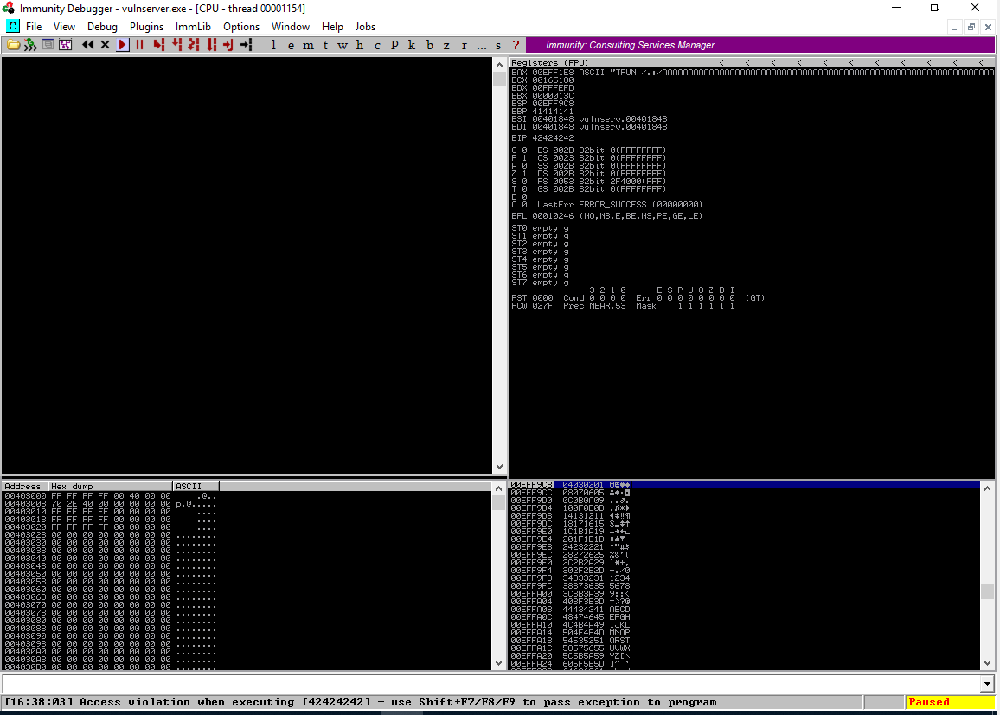 Immunity Debugger - vulnserver.exe - [CPU - thread 00001154]
C File View Debug Plugins ImmLib Options Window Help Jobs
l e m t w h c P k b z r ... s ? Immunity: Consulting Services Manager
Registers (FPU) < < < < < < < < < < <
EAX 00EFF1E8 ASCII "TRUN /.:/AAAAAAAAAAAAAAAAAAAAAAAAAAAAAAAAAAAAAAAAAAAAAAAAAAAAAAAAAAAAAAAA
ECX 00165180
EDX 00FFFEFD
EBX 0000013C
ESP 00EFF9C8
EBP 41414141
ESI 00401848 vulnserv.00401848
EDI 00401848 vulnserv.00401848
EIP 42424242
C 0 ES 002B 32bit 0(FFFFFFFF)
P 1 CS 0023 32bit 0(FFFFFFFF)
A 0 SS 002B 32bit 0(FFFFFFFF)
Z 1 DS 002B 32bit 0(FFFFFFFF)
S 0 FS 0053 32bit 2F4000(FFF)
T 0 GS 002B 32bit 0(FFFFFFFF)
D 0
O 0 LastErr ERROR_SUCCESS (00000000)
EFL 00010246 (NO,NB,E,BE,NS,PE,GE,LE)
ST0 empty g
ST1 empty g
ST2 empty g
ST3 empty g
ST4 empty g
ST5 empty g
ST6 empty g
ST7 empty g
3 2 1 0 E S P U O Z D I
FST 0000 Cond 0 0 0 0 Err 0 0 0 0 0 0 0 0 (GT)
FCW 027F Prec NEAR,53 Mask 1 1 1 1 1 1
Address Hex dump ASCII
00403000 FF FF FF FF 00 40 00 00 .@..
00403008 70 2E 40 00 00 00 00 00 p.@.....
00403010 FF FF FF FF 00 00 00 00 ....
00403018 FF FF FF FF 00 00 00 00 ....
00403020 FF FF FF FF 00 00 00 00 ....
00403028 00 00 00 00 00 00 00 00 ........
00403030 00 00 00 00 00 00 00 00 ........
00403038 00 00 00 00 00 00 00 00 ........
00403040 00 00 00 00 00 00 00 00 ........
00403048 00 00 00 00 00 00 00 00 ........
00403050 00 00 00 00 00 00 00 00 ........
00403058 00 00 00 00 00 00 00 00 ........
00403060 00 00 00 00 00 00 00 00 ........
00403068 00 00 00 00 00 00 00 00 ........
00403070 00 00 00 00 00 00 00 00 ........
00403078 00 00 00 00 00 00 00 00 ........
00403080 00 00 00 00 00 00 00 00 ........
00403088 00 00 00 00 00 00 00 00 ........
00403090 00 00 00 00 00 00 00 00 ........
00403098 00 00 00 00 00 00 00 00 ........
004030A0 00 00 00 00 00 00 00 00 ........
004030A8 00 00 00 00 00 00 00 00 ........
004030B0 00 00 00 00 00 00 00 00 ........
00EFF9C8 04030201
00EFF9CC 08070605
00EFF9D0 0C0B0A09
00EFF9D4 100F0E0D
00EFF9D8 14131211
00EFF9DC 18171615
00EFF9E0 1C1B1A19
00EFF9E4 201F1E1D
00EFF9E8 24232221
00EFF9EC 28272625 %&'(
00EFF9F0 2C2B2A29 )*+,
00EFF9F4 302F2E2D -./0
00EFF9F8 34333231 1234
00EFF9FC 38373635 5678
00EFFA00 3C3B3A39 9:;<
00EFFA04 403F3E3D =>?@
00EFFA08 44434241 ABCD
00EFFA0C 48474645 EFGH
00EFFA10 4C4B4A49 IJKL
00EFFA14 504F4E4D MNOP
00EFFA18 54535251 QRST
00EFFA1C 58575655 UVWX
00EFFA20 5C5B5A59 YZ[\
00EFFA24 605F5E5D ]^_`
[16:38:03] Access violation when executing [42424242] - use Shift+F7/F8/F9 to pass exception to program Paused